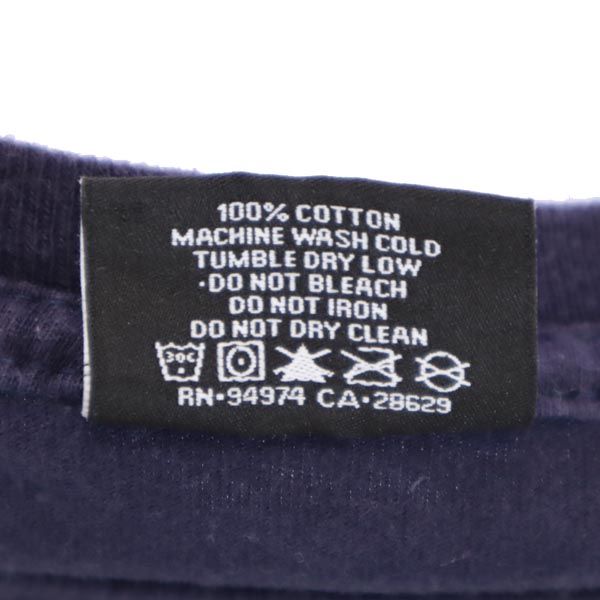 100% COTTON
MACHINE WASH COLD
TUMBLE DRY LOW
·DO NOT BLEACH
DO NOT IRON
DO NOT DRY CLEAN
30C
RN·94974 CA·28629